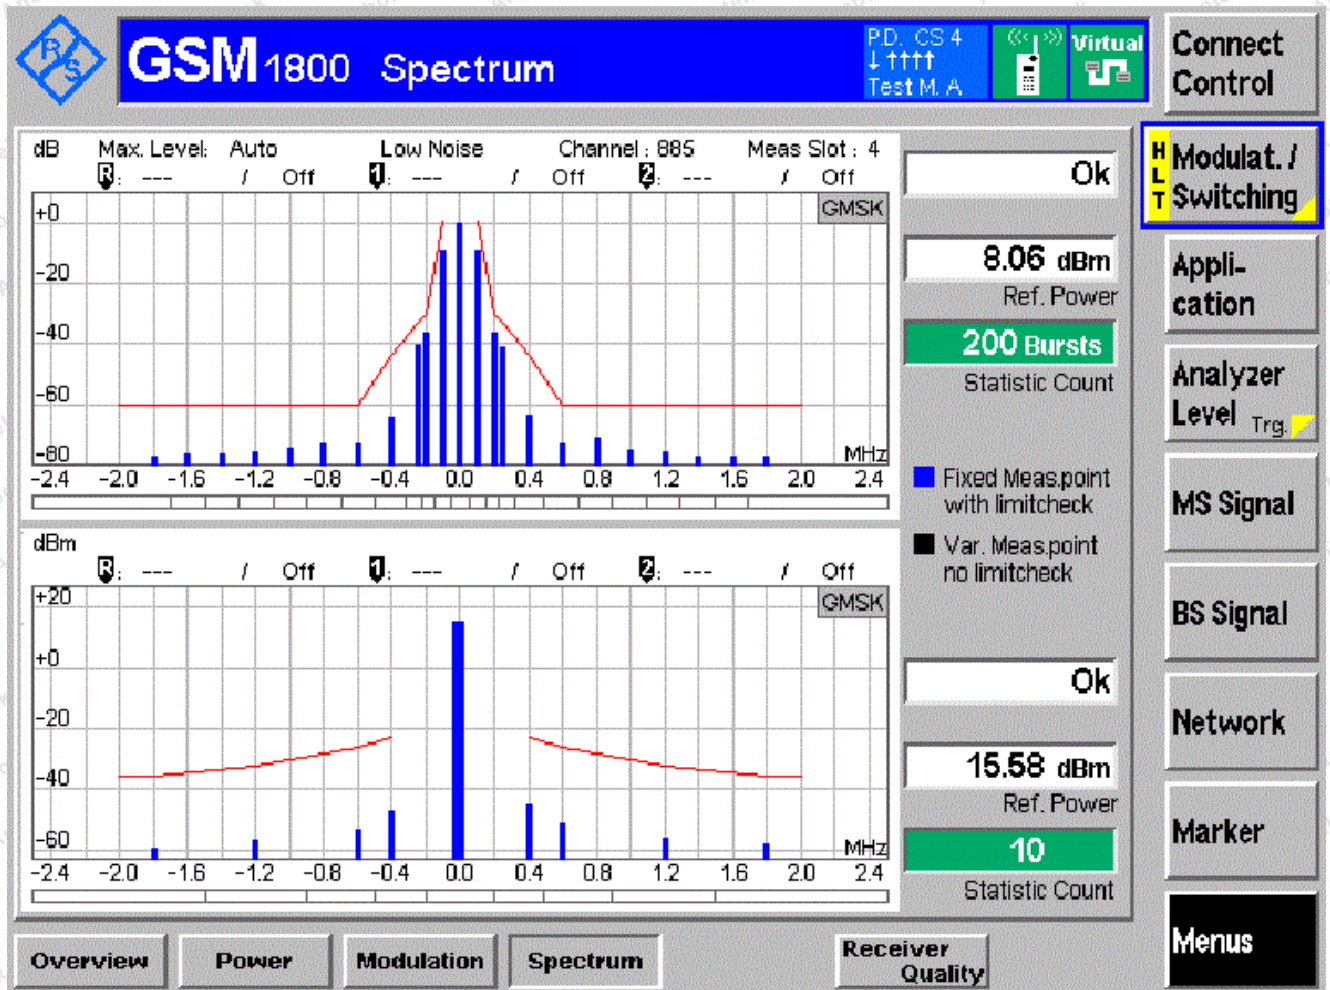 R S
GSM 1800 Spectrum
P.D. CS 4
↓ ↑↑↑↑
Test M. A
Virtual
Connect
Control
dB Max. Level: Auto Low Noise Channel : 885 Meas Slot : 4
R : --- / Off 1 : --- / Off 2 : --- / Off
GMSK
+0
-20
-40
-60
-80
MHz
-2.4 -2.0 -1.6 -1.2 -0.8 -0.4 0.0 0.4 0.8 1.2 1.6 2.0 2.4
Ok
8.06 dBm
Ref. Power
200 Bursts
Statistic Count
Fixed Meas.point
with limitcheck
Var. Meas.point
no limitcheck
dBm
R : --- / Off 1 : --- / Off 2 : --- / Off
GMSK
+20
+0
-20
-40
-60
MHz
-2.4 -2.0 -1.6 -1.2 -0.8 -0.4 0.0 0.4 0.8 1.2 1.6 2.0 2.4
Ok
15.58 dBm
Ref. Power
10
Statistic Count
HLT
Modulat. /
Switching
Appli-
cation
Analyzer
Level Trg.
MS Signal
BS Signal
Network
Marker
Menus
Overview
Power
Modulation
Spectrum
Receiver
Quality